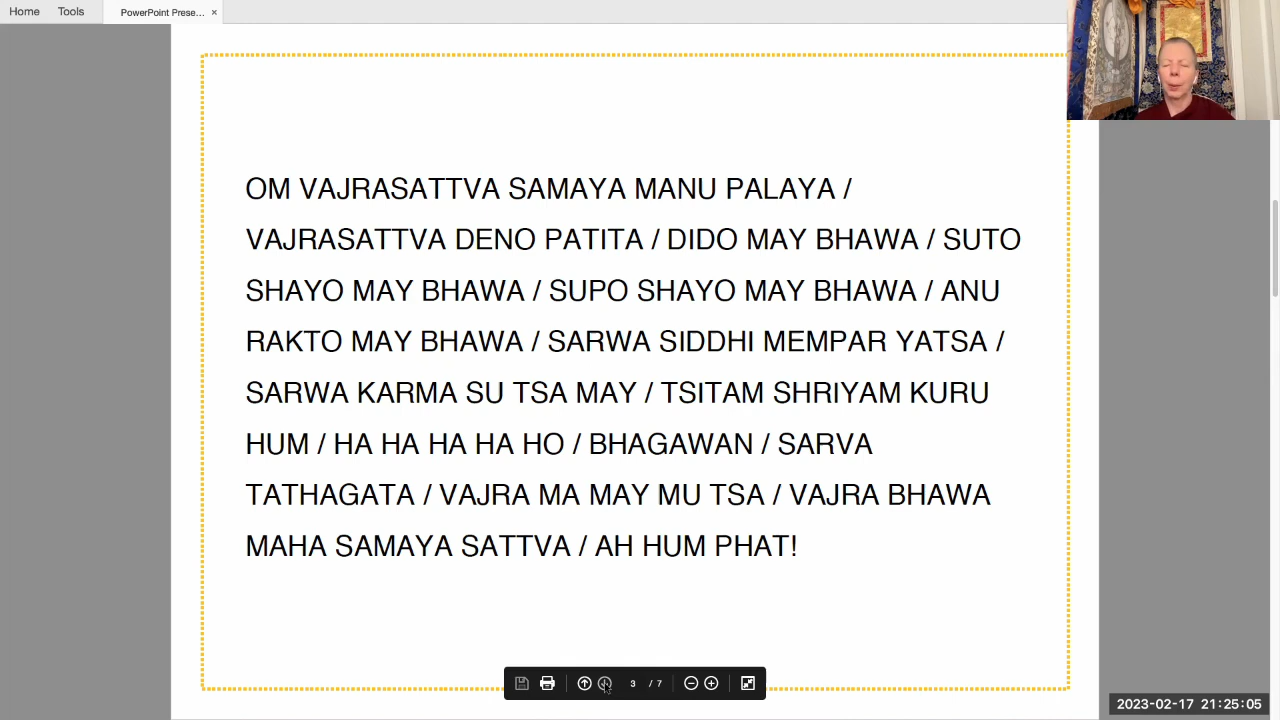 Home Tools PowerPoint Prese... ×
OM VAJRASATTVA SAMAYA MANU PALAYA /
VAJRASATTVA DENO PATITA / DIDO MAY BHAWA / SUTO
SHAYO MAY BHAWA / SUPO SHAYO MAY BHAWA / ANU
RAKTO MAY BHAWA / SARWA SIDDHI MEMPAR YATSA /
SARWA KARMA SU TSA MAY / TSITAM SHRIYAM KURU
HUM / HA HA HA HA HO / BHAGAWAN / SARVA
TATHAGATA / VAJRA MA MAY MU TSA / VAJRA BHAWA
MAHA SAMAYA SATTVA / AH HUM PHAT!
3 / 7
2023-02-17 21:25:05